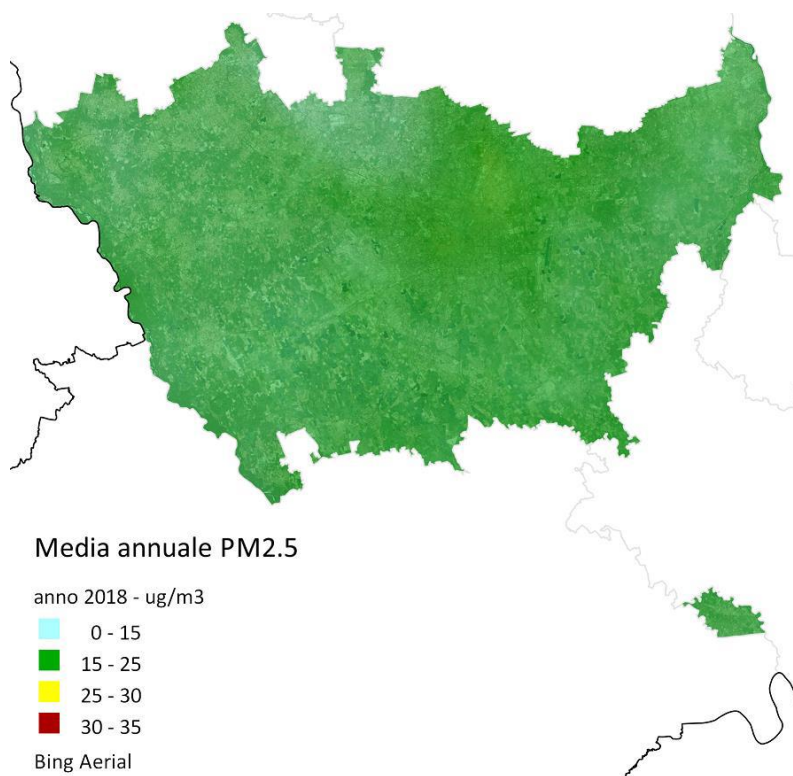 Media annuale PM2.5
anno 2018 - ug/m3
0 - 15
15 - 25
25 - 30
30 - 35
Bing Aerial